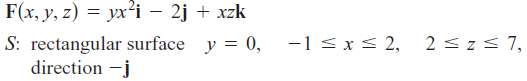 F(x, y, z) = yx²i − 2j + xzk
S: rectangular surface y = 0, −1 ≤ x ≤ 2, 2 ≤ z ≤ 7,
direction −j